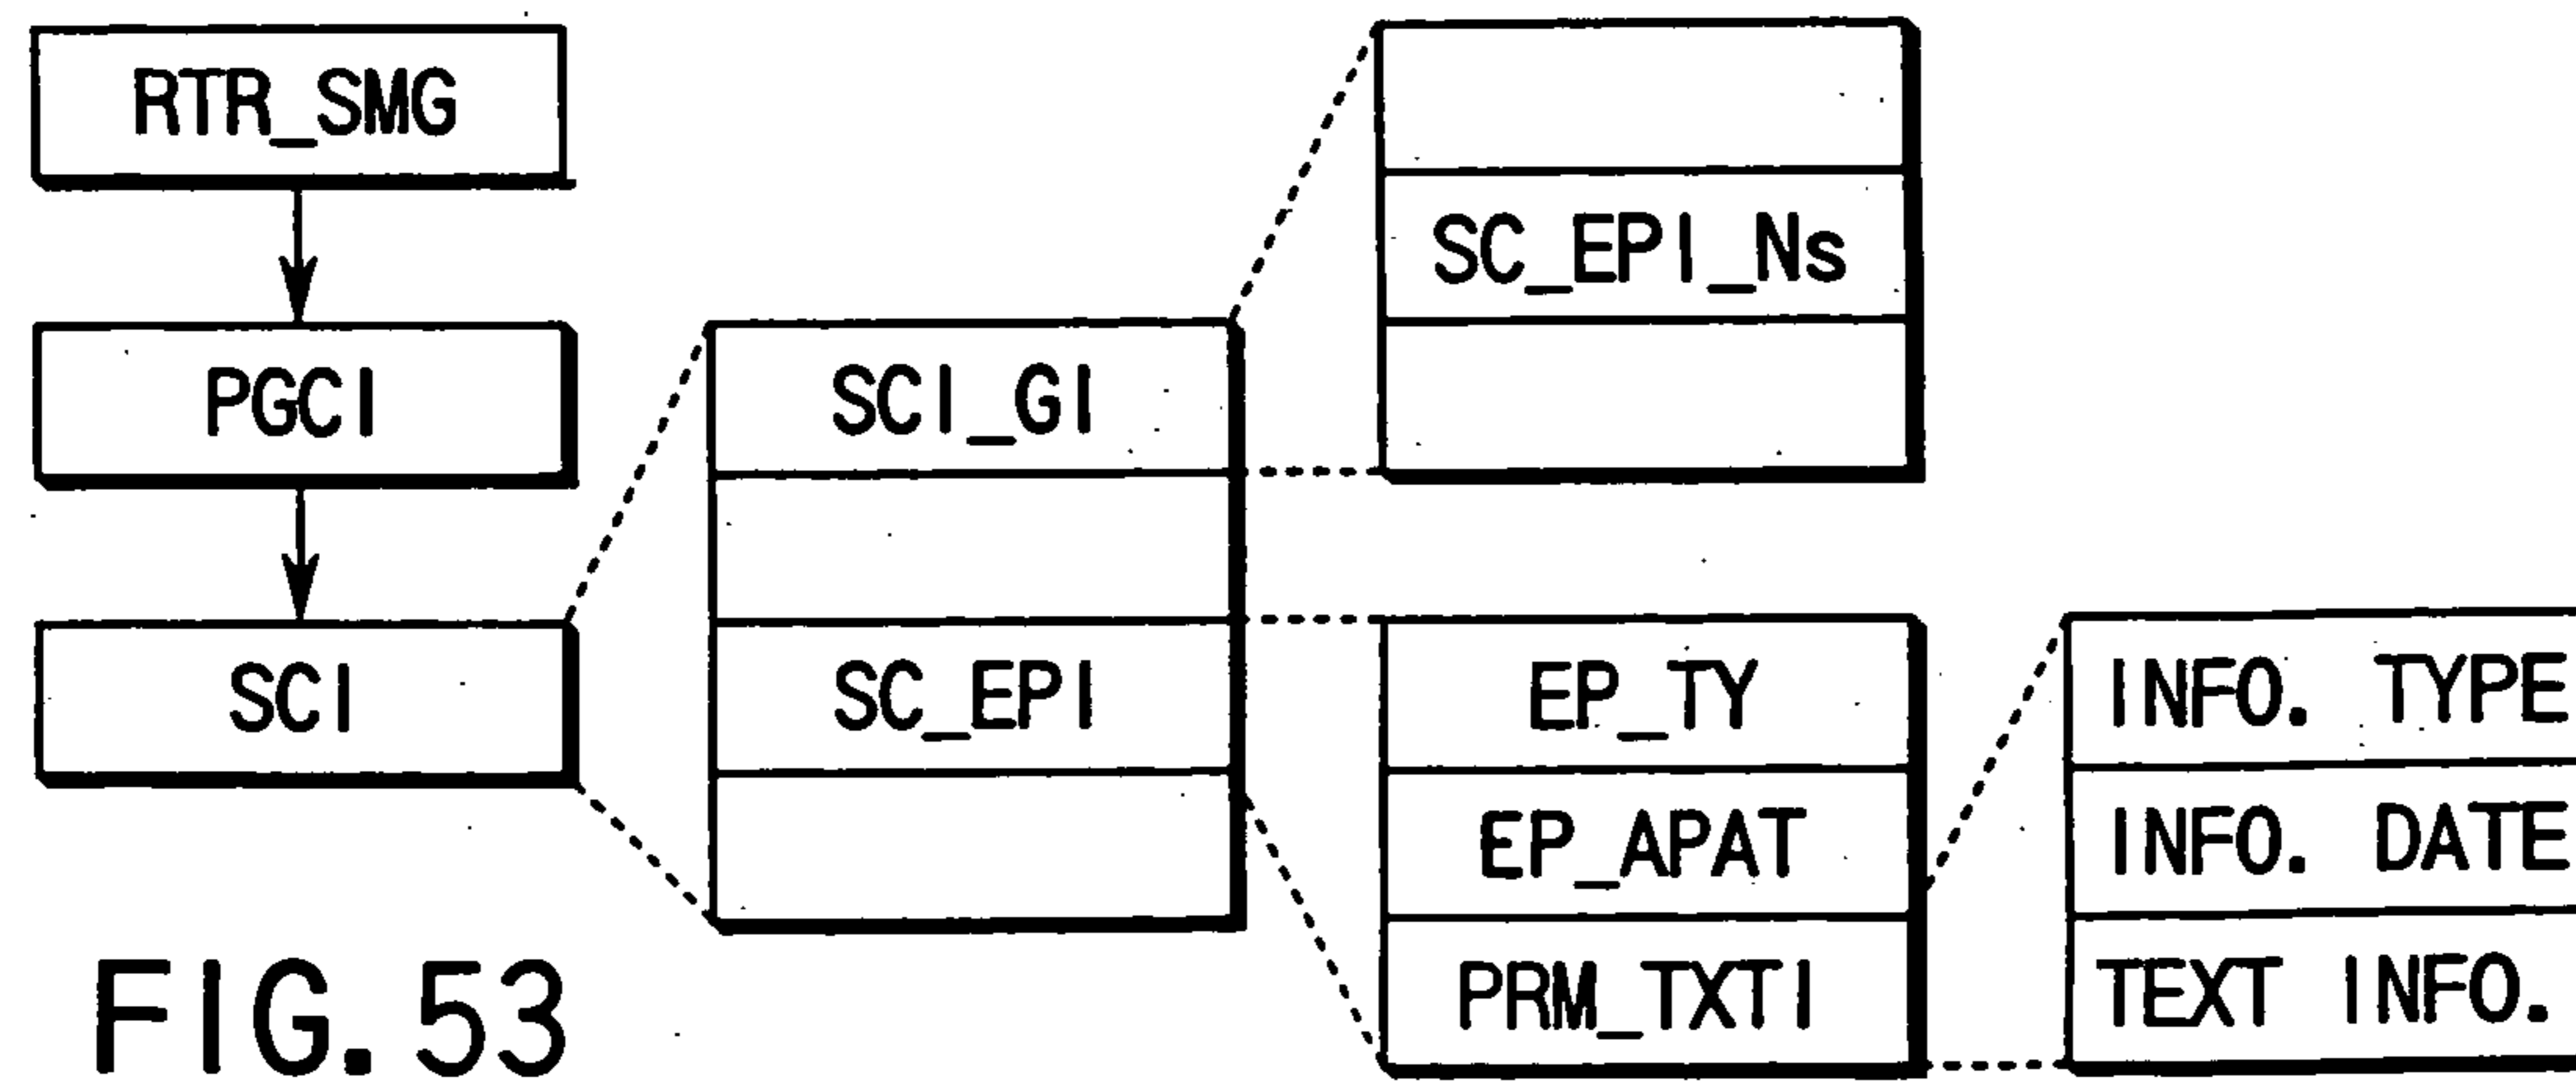 RTR_SMG
PGCI
SCI
SCI_GI
SC_EPI
SC_EPI_Ns
EP_TY
EP_APAT
PRM_TXTI
INFO. TYPE
INFO. DATE
TEXT INFO.
FIG. 53